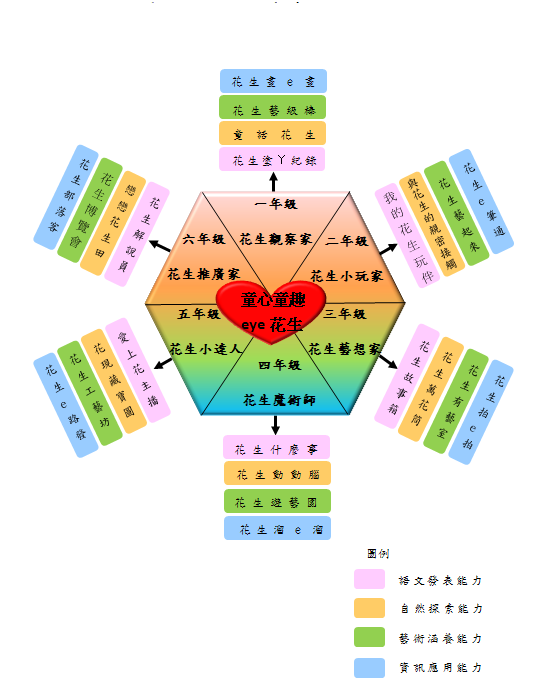 花生畫e畫
花生藝級棒
童話花生
花生塗ㄚ紀錄
花生部落客
花生博覽會
戀戀花生田
花生解說員
我的花生玩伴
與花生的親密接觸
花生藝起來
花生e筆通
一年級
花生觀察家
二年級
花生小玩家
三年級
花生藝想家
四年級
花生魔術師
五年級
花生小達人
六年級
花生推廣家
童心童趣
eye花生
花生e路發
花生工藝坊
花現藏寶圖
愛上花主播
花生故事箱
花生萬花筒
花生有藝室
花生拍e拍
花生什麼事
花生動動腦
花生遊藝園
花生溜e溜
圖例
語文發表能力
自然探索能力
藝術涵養能力
資訊應用能力